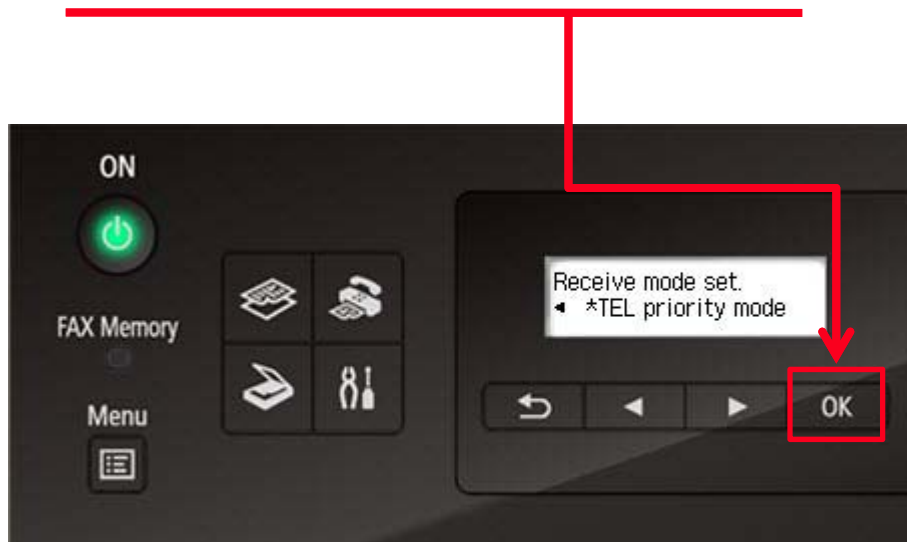 ON
FAX Memory
Menu
Receive mode set.
*TEL priority mode
OK